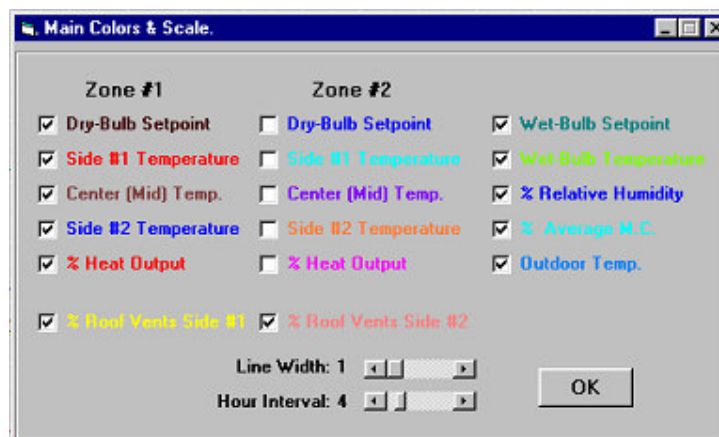 Main Colors & Scale.
Zone #1 Zone #2
Dry-Bulb Setpoint Dry-Bulb Setpoint Wet-Bulb Setpoint
Side #1 Temperature Side #1 Temperature Wet-Bulb Temperature
Center (Mid) Temp. Center (Mid) Temp. % Relative Humidity
Side #2 Temperature Side #2 Temperature % Average M.C.
% Heat Output % Heat Output Outdoor Temp.
% Roof Vents Side #1 % Roof Vents Side #2
Line Width: 1
Hour Interval: 4
OK